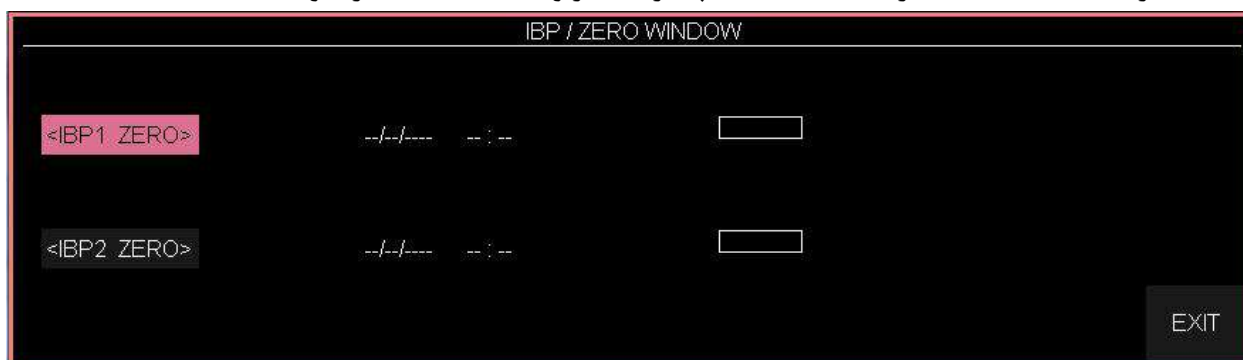 IBP / ZERO WINDOW
<IBP1 ZERO> --/--/---- -- : --
<IBP2 ZERO> --/--/---- -- : --
EXIT